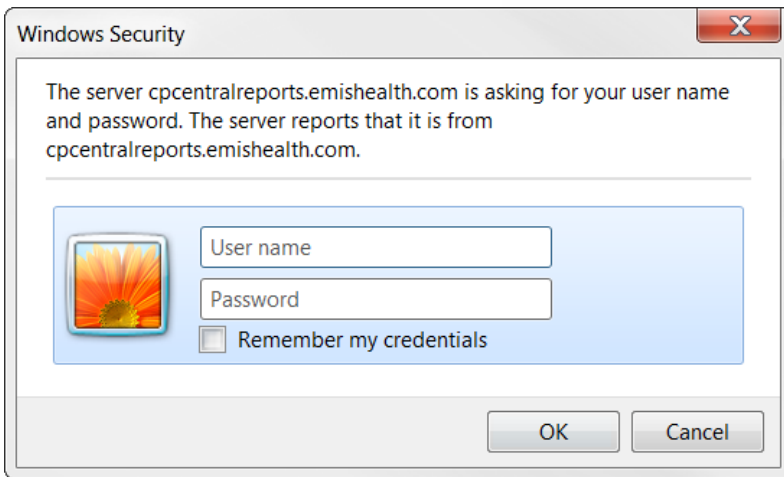 Windows Security
The server cpcentralreports.emishealth.com is asking for your user name
and password. The server reports that it is from
cpcentralreports.emishealth.com.
User name
Password
Remember my credentials
OK Cancel